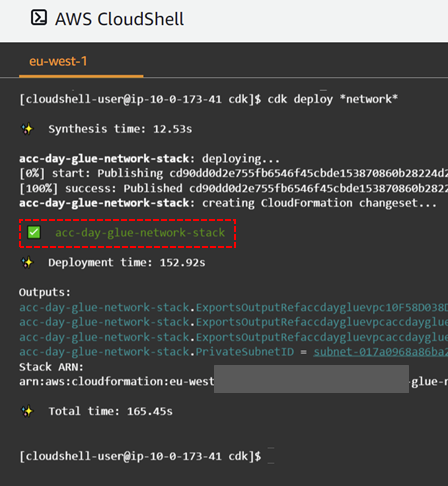 AWS CloudShell
eu-west-1
[cloudshell-user@ip-10-0-173-41 cdk]$ cdk deploy *network*
✨ Synthesis time: 12.53s
acc-day-glue-network-stack: deploying...
[0%] start: Publishing cd90dd0d2e755fb6546f45cbde153870860b28224d2
[100%] success: Published cd90dd0d2e755fb6546f45cbde153870860b2822
acc-day-glue-network-stack: creating CloudFormation changeset...
✅ acc-day-glue-network-stack
✨ Deployment time: 152.92s
Outputs:
acc-day-glue-network-stack.ExportsOutputRefaccdaygluevpc10F58D038D
acc-day-glue-network-stack.ExportsOutputRefaccdaygluevpcaccdayglue
acc-day-glue-network-stack.ExportsOutputRefaccdaygluevpcaccdayglue
acc-day-glue-network-stack.PrivateSubnetID = subnet-017a0968a86ba2
Stack ARN:
arn:aws:cloudformation:eu-west glue-n
✨ Total time: 165.45s
[cloudshell-user@ip-10-0-173-41 cdk]$